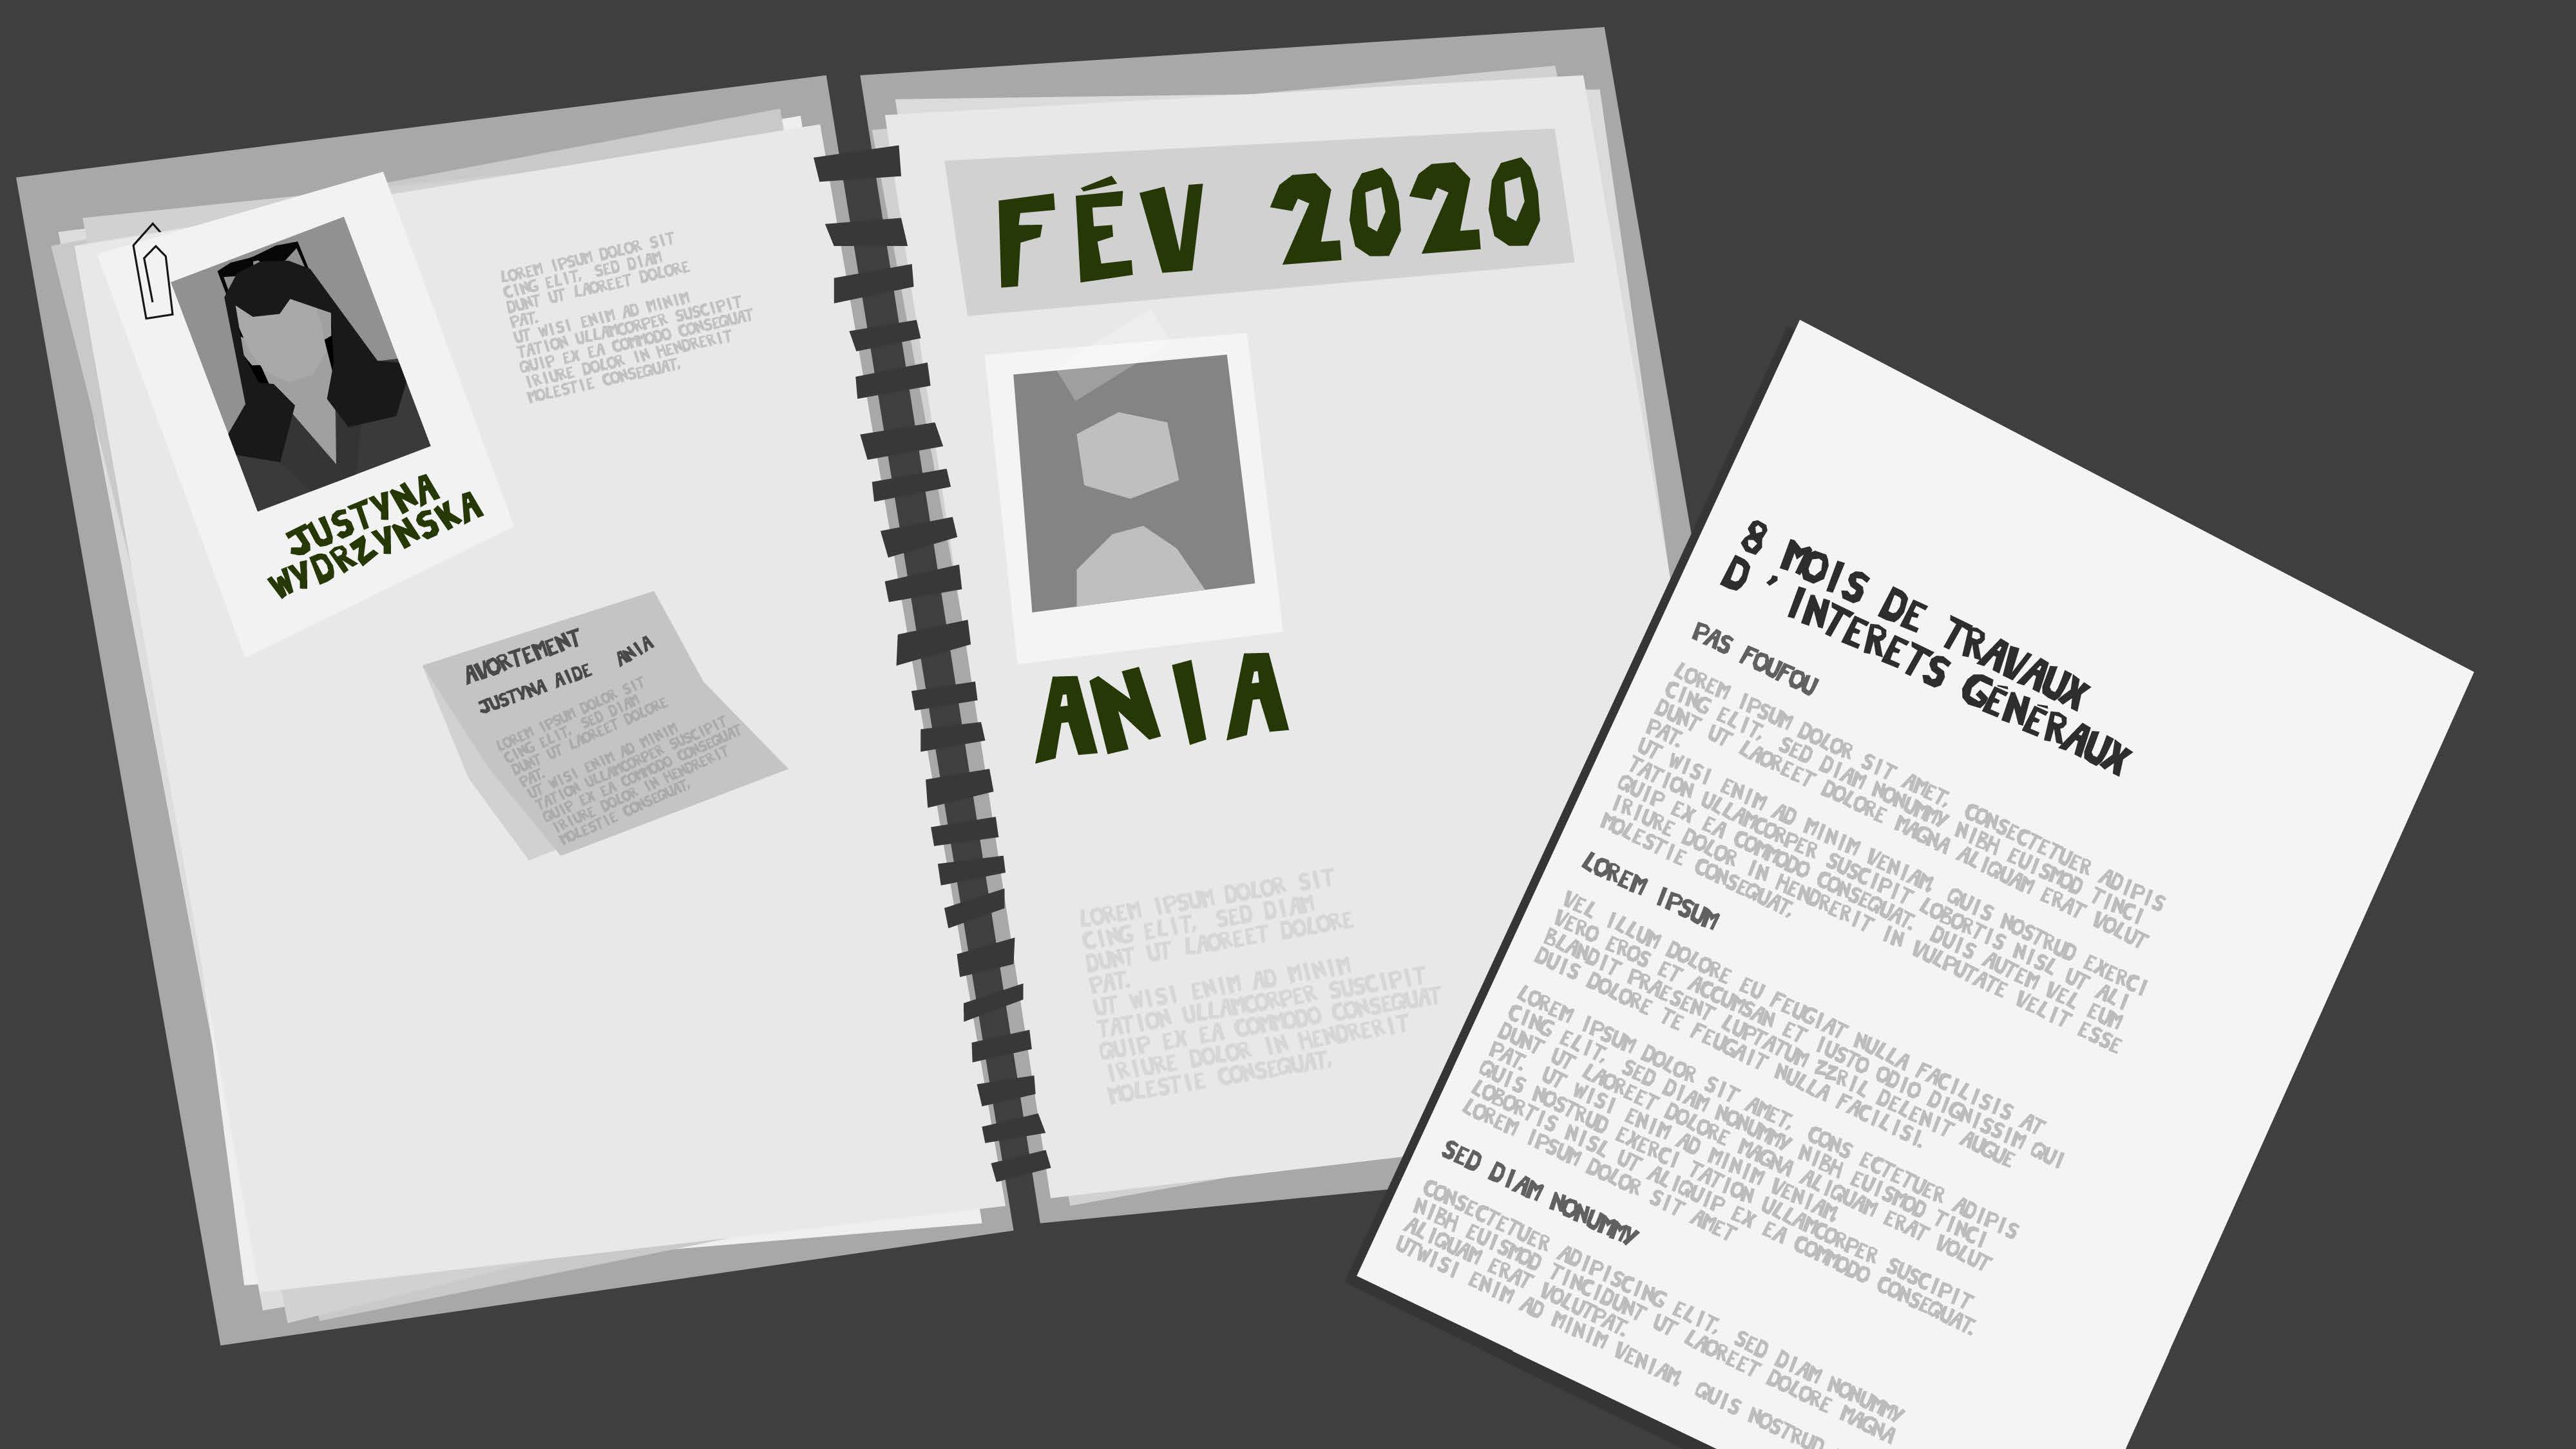 JUSTYNA
WYDRZYNSKA
LOREM IPSUM DOLOR SIT
CING ELIT, SED DIAM
DUNT UT LAOREET DOLORE
PAT.
UT WISI ENIM AD MINIM
TATION ULLAMCORPER SUSCIPIT
QUIP EX EA COMMODO CONSEQUAT
IRIURE DOLOR IN HENDRERIT
MOLESTIE CONSEQUAT,
AVORTEMENT
JUSTYNA AIDE ANIA
LOREM IPSUM DOLOR SIT
CING ELIT, SED DIAM
DUNT UT LAOREET DOLORE
PAT.
UT WISI ENIM AD MINIM
TATION ULLAMCORPER SUSCIPIT
QUIP EX EA COMMODO CONSEQUAT
IRIURE DOLOR IN HENDRERIT
MOLESTIE CONSEQUAT,
FÉV 2020
ANIA
LOREM IPSUM DOLOR SIT
CING ELIT, SED DIAM
DUNT UT LAOREET DOLORE
PAT.
UT WISI ENIM AD MINIM
TATION ULLAMCORPER SUSCIPIT
QUIP EX EA COMMODO CONSEQUAT
IRIURE DOLOR IN HENDRERIT
MOLESTIE CONSEQUAT,
8 MOIS DE TRAVAUX
D ' INTERETS GÉNÉRAUX
PAS FOUFOU
LOREM IPSUM DOLOR SIT AMET, CONSECTETUER ADIPIS
CING ELIT, SED DIAM NONUMMY NIBH EUISMOD TINCI
DUNT UT LAOREET DOLORE MAGNA ALIQUAM ERAT VOLUT
PAT.
UT WISI ENIM AD MINIM VENIAM, QUIS NOSTRUD EXERCI
TATION ULLAMCORPER SUSCIPIT LOBORTIS NISL UT ALI
QUIP EX EA COMMODO CONSEQUAT. DUIS AUTEM VEL EUM
IRIURE DOLOR IN HENDRERIT IN VULPUTATE VELIT ESSE
MOLESTIE CONSEQUAT,
LOREM IPSUM
VEL ILLUM DOLORE EU FEUGIAT NULLA FACILISIS AT
VERO EROS ET ACCUMSAN ET IUSTO ODIO DIGNISSIM QUI
BLANDIT PRAESENT LUPTATUM ZZRIL DELENIT AUGUE
DUIS DOLORE TE FEUGAIT NULLA FACILISI.
LOREM IPSUM DOLOR SIT AMET, CONS ECTETUER ADIPIS
CING ELIT, SED DIAM NONUMMY NIBH EUISMOD TINCI
DUNT UT LAOREET DOLORE MAGNA ALIQUAM ERAT VOLUT
PAT. UT WISI ENIM AD MINIM VENIAM,
QUIS NOSTRUD EXERCI TATION ULLAMCORPER SUSCIPIT
LOBORTIS NISL UT ALIQUIP EX EA COMMODO CONSEQUAT.
LOREM IPSUM DOLOR SIT AMET
SED DIAM NONUMMY
CONSECTETUER ADIPISCING ELIT, SED DIAM NONUMMY
NIBH EUISMOD TINCIDUNT UT LAOREET DOLORE MAGNA
ALIQUAM ERAT VOLUTPAT.
UTWISI ENIM AD MINIM VENIAM, QUIS NOSTRUD